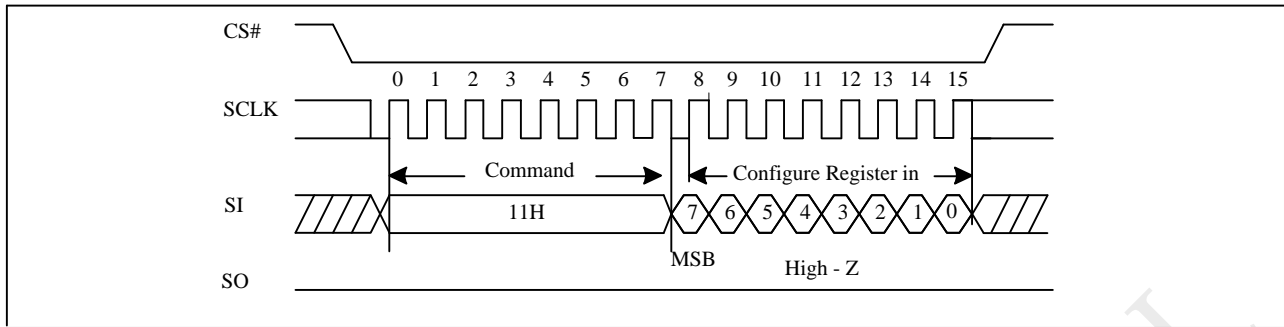 CS#
0 1 2 3 4 5 6 7 8 9 10 11 12 13 14 15
SCLK
Command Configure Register in
SI 11H 7 6 5 4 3 2 1 0
MSB High - Z
SO